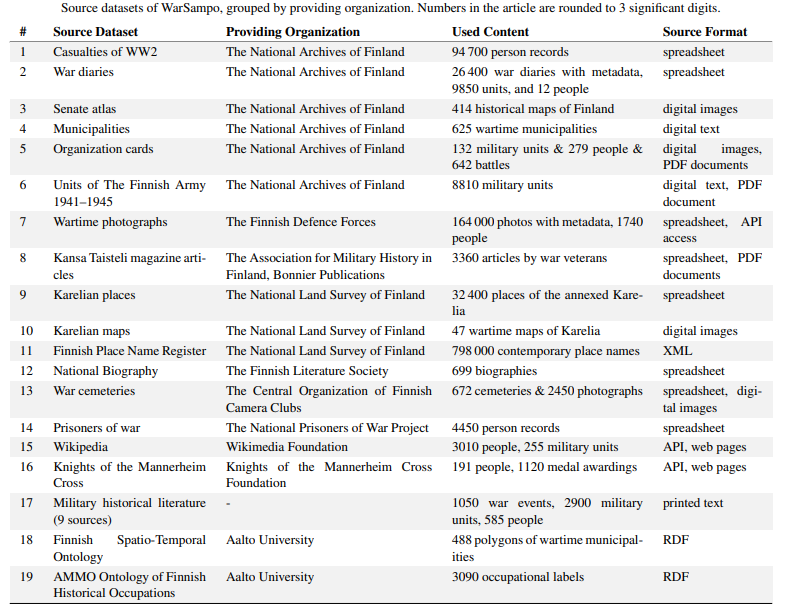 Source datasets of WarSampo, grouped by providing organization. Numbers in the article are rounded to 3 significant digits.
# Source Dataset Providing Organization Used Content Source Format
1 Casualties of WW2 The National Archives of Finland 94 700 person records spreadsheet
2 War diaries The National Archives of Finland 26 400 war diaries with metadata, spreadsheet
9850 units, and 12 people
3 Senate atlas The National Archives of Finland 414 historical maps of Finland digital images
4 Municipalities The National Archives of Finland 625 wartime municipalities digital text
5 Organization cards The National Archives of Finland 132 military units & 279 people & digital images,
642 battles PDF documents
6 Units of The Finnish Army The National Archives of Finland 8810 military units digital text, PDF
1941–1945 document
7 Wartime photographs The Finnish Defence Forces 164 000 photos with metadata, 1740 spreadsheet, API
people access
8 Kansa Taisteli magazine arti- The Association for Military History in 3360 articles by war veterans spreadsheet, PDF
cles Finland, Bonnier Publications documents
9 Karelian places The National Land Survey of Finland 32 400 places of the annexed Kare- spreadsheet
lia
10 Karelian maps The National Land Survey of Finland 47 wartime maps of Karelia digital images
11 Finnish Place Name Register The National Land Survey of Finland 798 000 contemporary place names XML
12 National Biography The Finnish Literature Society 699 biographies spreadsheet
13 War cemeteries The Central Organization of Finnish 672 cemeteries & 2450 photographs spreadsheet, digi-
Camera Clubs tal images
14 Prisoners of war The National Prisoners of War Project 4450 person records spreadsheet
15 Wikipedia Wikimedia Foundation 3010 people, 255 military units API, web pages
16 Knights of the Mannerheim Knights of the Mannerheim Cross 191 people, 1120 medal awardings API, web pages
Cross Foundation
17 Military historical literature - 1050 war events, 2900 military printed text
(9 sources) units, 585 people
18 Finnish Spatio-Temporal Aalto University 488 polygons of wartime municipal- RDF
Ontology ities
19 AMMO Ontology of Finnish Aalto University 3090 occupational labels RDF
Historical Occupations